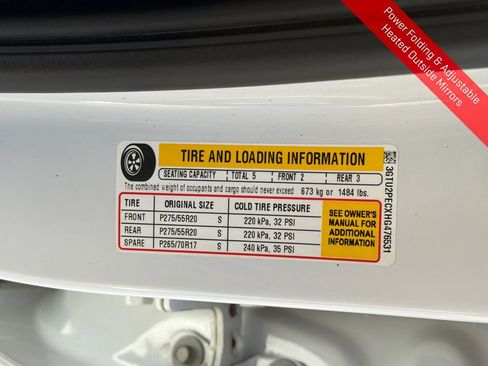 Power Folding & Adjustable
Heated Outside Mirrors
TIRE AND LOADING INFORMATION
SEATING CAPACITY TOTAL 5 FRONT 2 REAR 3
The combined weight of occupants and cargo should never exceed 673 kg or 1484 lbs.
TIRE ORIGINAL SIZE COLD TIRE PRESSURE
FRONT P275/55R20 S 220 kPa, 32 PSI
REAR P275/55R20 S 220 kPa, 32 PSI
SPARE P265/70R17 S 240 kPa, 35 PSI
SEE OWNER'S
MANUAL FOR
ADDITIONAL
INFORMATION
3GTU2PECXHG476531